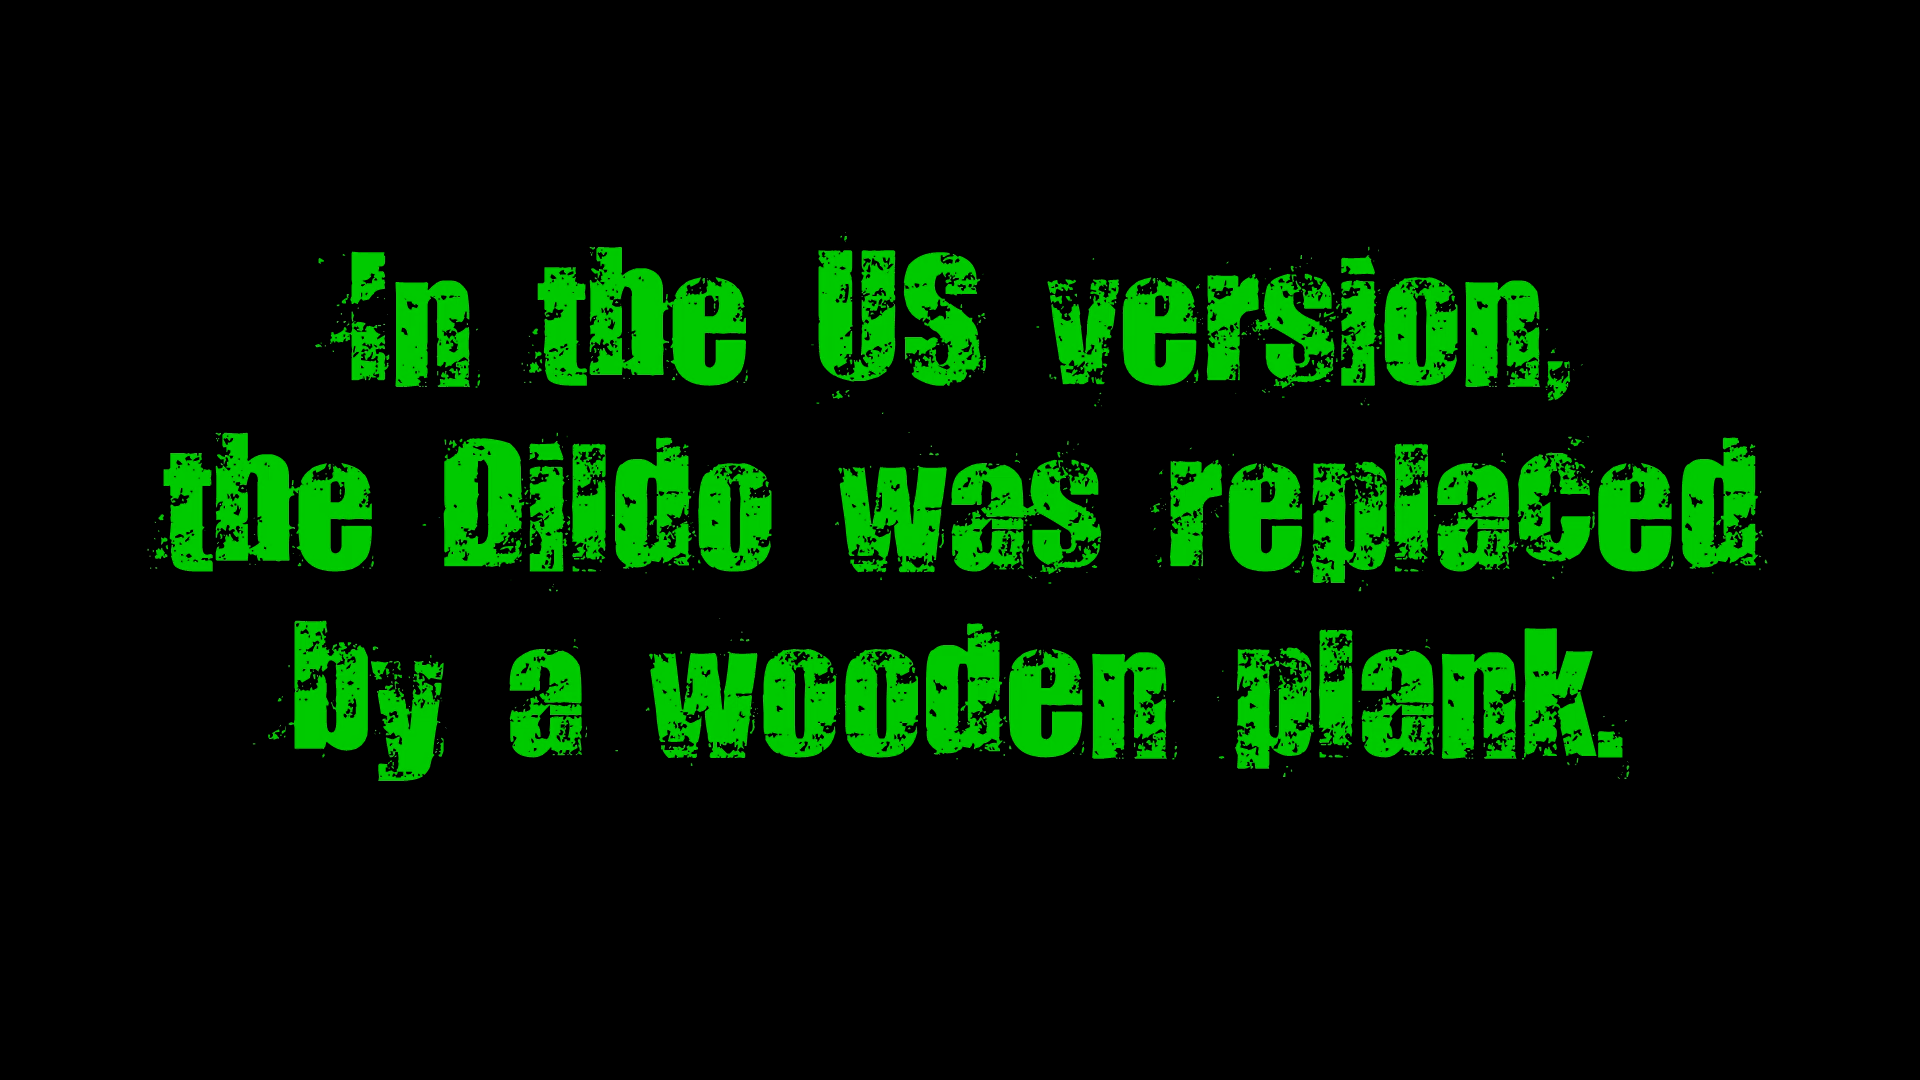 In the US version,
the Dildo was replaced
by a wooden plank.